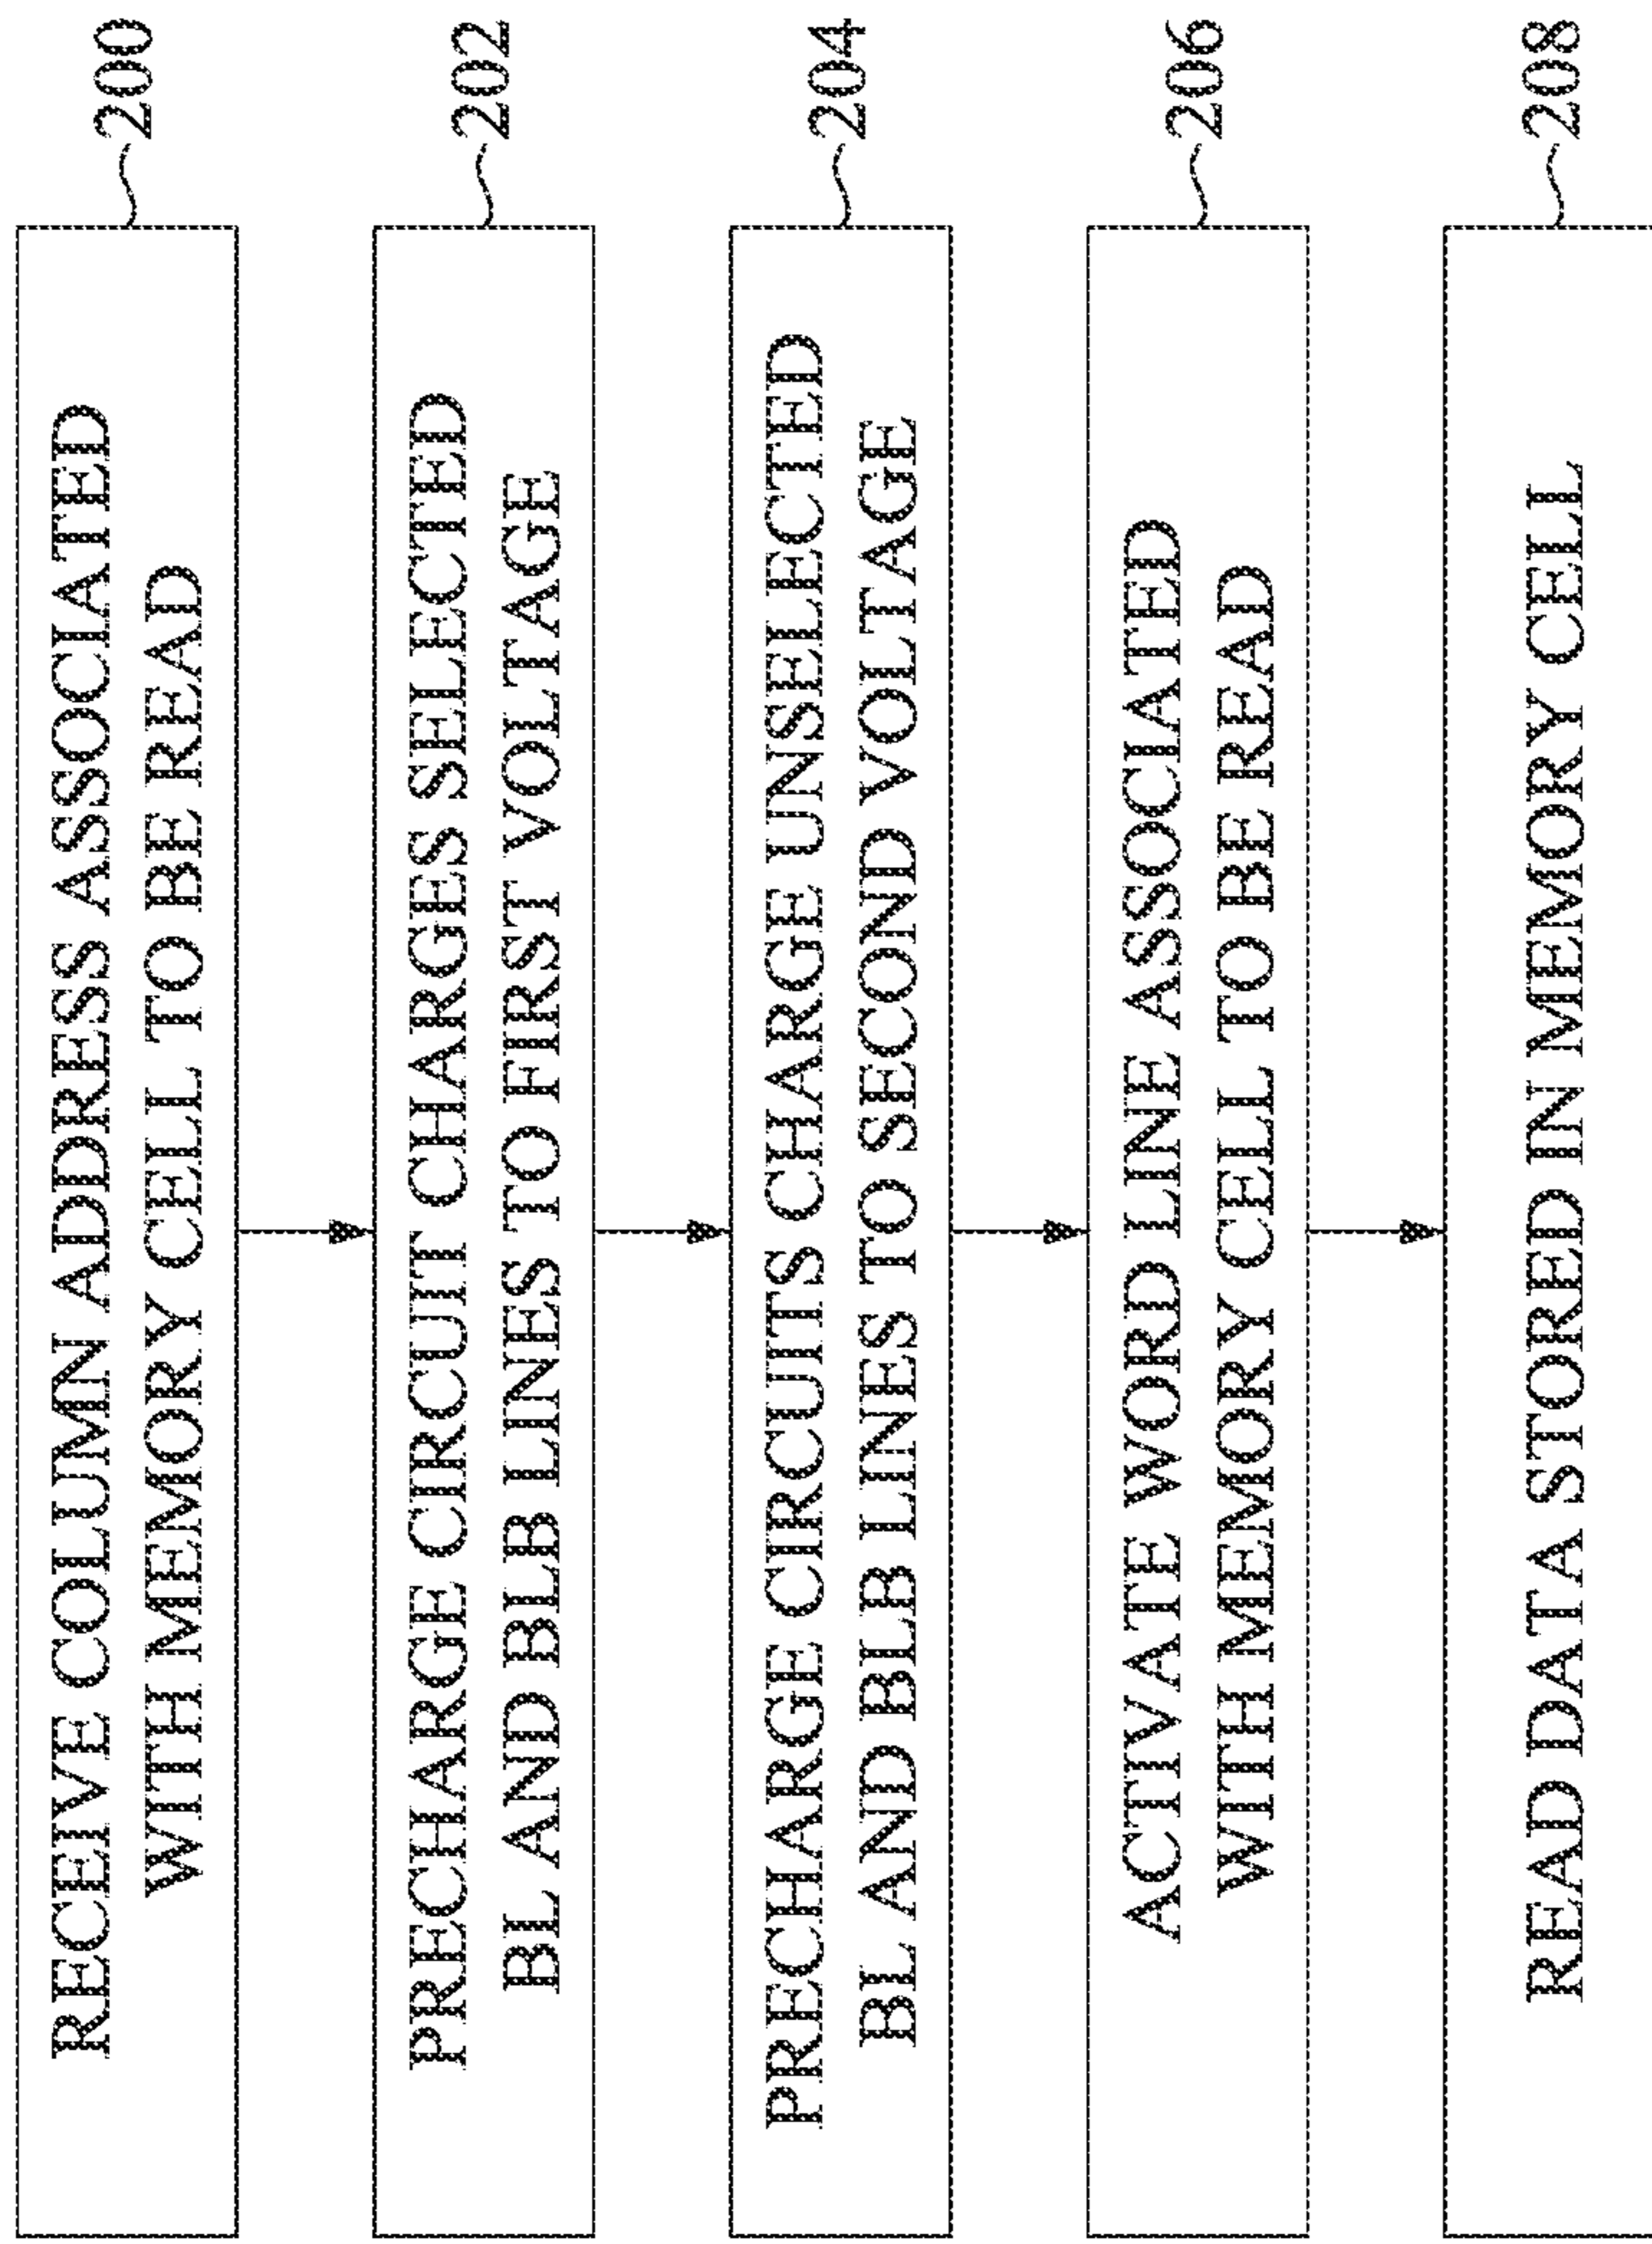 RECEIVE COLUMN ADDRESS ASSOCIATED
WITH MEMORY CELL TO BE READ
200
PRECHARGE CIRCUIT CHARGES SELECTED
BL AND BLB LINES TO FIRST VOLTAGE
202
PRECHARGE CIRCUITS CHARGE UNSELECTED
BL AND BLB LINES TO SECOND VOLTAGE
204
ACTIVATE WORD LINE ASSOCIATED
WITH MEMORY CELL TO BE READ
206
READ DATA STORED IN MEMORY CELL
208